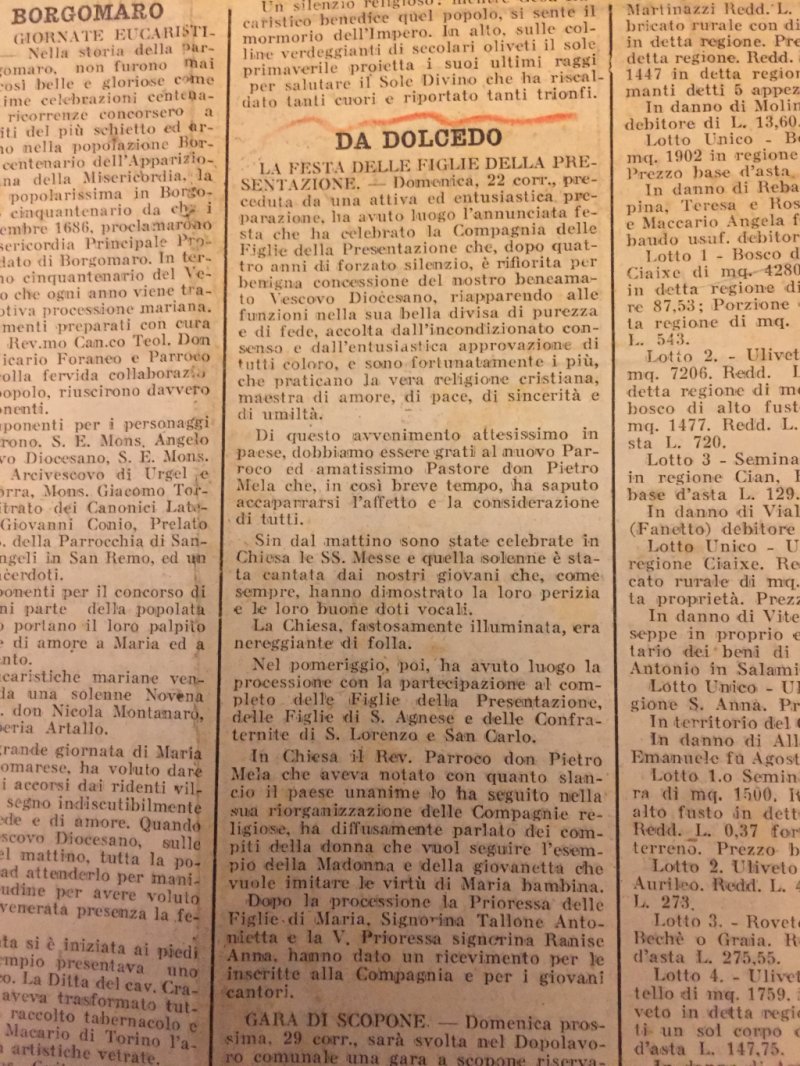 BORGOMARO
GIORNATE EUCARISTI-
— Nella storia della par-
gomaro, non furono mai
così belle e gloriose come
ime celebrazioni centena-
ricorrenze concorsero a
iti del più schietto ed ar-
no nella popolazione Bor-
centenario dell'Apparizio-
na della Misericordia, la
popolarissima in Borgo-
cinquantenario da che i
embre 1686, proclamarono
sericordia Principale Pro-
dato di Borgomaro. In ter-
no cinquantenario del Ve-
o che ogni anno viene tra-
otiva processione mariana.
menti preparati con cura
Rev.mo Can.co Teol. Don
icario Foraneo e Parroco
olla fervida collaborazio
popolo, riuscirono davvero
onenti.
ponenti per i personaggi
rono. S. E. Mons. Angelo
vo Diocesano, S. E. Mons.
Arcivescovo di Urgel e
orra, Mons. Giacomo Tor-
itrato dei Canonici Late-
Giovanni Conio, Prelato
. della Parrocchia di San-
ngeli in San Remo, ed un
cerdoti.
ponenti per il concorso di
ni parte della popolata
o portano il loro palpito
e di amore a Maria ed a
nto.
caristiche mariane ven-
da una solenne Novena
. don Nicola Montanaro,
peria Artallo.
grande giornata di Maria
omarese, ha voluto dare
i accorsi dai ridenti vil-
segno indiscutibilmente
ede e di amore. Quando
scovo Diocesano, sulle
el mattino, tutta la po-
ad attenderlo per mani-
udine per avere voluto
venerata presenza la fe-
ta si è iniziata ai piedi
mpio presentava uno
o. La Ditta del cav. Cra-
aveva trasformato tut-
raccolto tabernacolo e
Macario di Torino l'a-
artistiche vetrate.
Un silenzio religioso:
caristico benedice quel popolo, si sente il
mormorio dell'Impero. In alto, sulle col-
line verdeggianti di secolari oliveti il sole
primaverile proietta i suoi ultimi raggi
per salutare il Sole Divino che ha riscal-
dato tanti cuori e riportato tanti trionfi.
DA DOLCEDO
LA FESTA DELLE FIGLIE DELLA PRE-
SENTAZIONE. — Domenica, 22 corr., pre-
ceduta da una attiva ed entusiastica pre-
parazione, ha avuto luogo l'annunciata fe-
sta che ha celebrato la Compagnia delle
Figlie della Presentazione che, dopo quat-
tro anni di forzato silenzio, è rifiorita per
benigna concessione del nostro beneama-
to Vescovo Diocesano, riapparendo alle
funzioni nella sua bella divisa di purezza
e di fede, accolta dall'incondizionato con-
senso e dall'entusiastica approvazione di
tutti coloro, e sono fortunatamente i più,
che praticano la vera religione cristiana,
maestra di amore, di pace, di sincerità e
di umiltà.
Di questo avvenimento attesissimo in
paese, dobbiamo essere grati al nuovo Par-
roco ed amatissimo Pastore don Pietro
Mela che, in così breve tempo, ha saputo
accaparrarsi l'affetto e la considerazione
di tutti.
Sin dal mattino sono state celebrate in
Chiesa le SS. Messe e quella solenne è sta-
ta cantata dai nostri giovani che, come
sempre, hanno dimostrato la loro perizia
e le loro buone doti vocali.
La Chiesa, fastosamente illuminata, era
nereggiante di folla.
Nel pomeriggio, poi, ha avuto luogo la
processione con la partecipazione al com-
pleto delle Figlie della Presentazione,
delle Figlie di S. Agnese e delle Confra-
ternite di S. Lorenzo e San Carlo.
In Chiesa il Rev. Parroco don Pietro
Mela che aveva notato con quanto slan-
cio il paese unanime lo ha seguito nella
sua riorganizzazione delle Compagnie re-
ligiose, ha diffusamente parlato dei com-
piti della donna che vuol seguire l'esem-
pio della Madonna e della giovanetta che
vuole imitare le virtù di Maria bambina.
Dopo la processione la Prioressa delle
Figlie di Maria, Signorina Tallone Anto-
nietta e la V. Prioressa signorina Ranise
Anna, hanno dato un ricevimento per le
inscritte alla Compagnia e per i giovani
cantori.
GARA DI SCOPONE. — Domenica pros-
sima, 29 corr., sarà svolta nel Dopolavo-
ro comunale una gara a scopone riserva-
Martinazzi Redd. L.
bricato rurale con di
in detta regione. Pre
detta regione. Redd.
1447 in detta region
manti detti 5 appez
In danno di Molin
debitore di L. 13,60.
Lotto Unico - Bo
mq. 1902 in regione
Prezzo base d'asta
In danno di Reba
pina, Teresa e Ros
e Maccario Angela f
baudo usuf. debitor
Lotto 1 - Bosco d
Ciaixe di mq. 4280
in detta regione di
re 87,53; Porzione
ta regione di mq.
L. 543.
Lotto 2. - Ulivet
mq. 7206. Redd. L
detta regione di m
bosco di alto fust
mq. 1477. Redd. L.
sta L. 720.
Lotto 3 - Semina
in regione Cian,
base d'asta L. 129.
In danno di Vial
(Fanetto) debitore
Lotto Unico - U
regione Ciaixe. Re
cato rurale di mq.
ta proprietà. Prezz
In danno di Vite
seppe in proprio e
tario dei beni di
Antonio in Salami
Lotto Unico - Ul
gione S. Anna. Pr
In territorio del
In danno di All
Emanuele fu Agost
Lotto 1.o Semin
ra di mq. 1500. R
alto fusto in dett
Redd. L. 0,37 for
terreno. Prezzo b
Lotto 2. Uliveto
Aurileo. Redd. L. 4
L. 273.
Lotto 3. - Rovet
Bechè o Graia. R
d'asta L. 275,55.
Lotto 4. - Ulivet
tello di mq. 1759.
veto in detta regio
ti un sol corpo
d'asta L. 147,75.